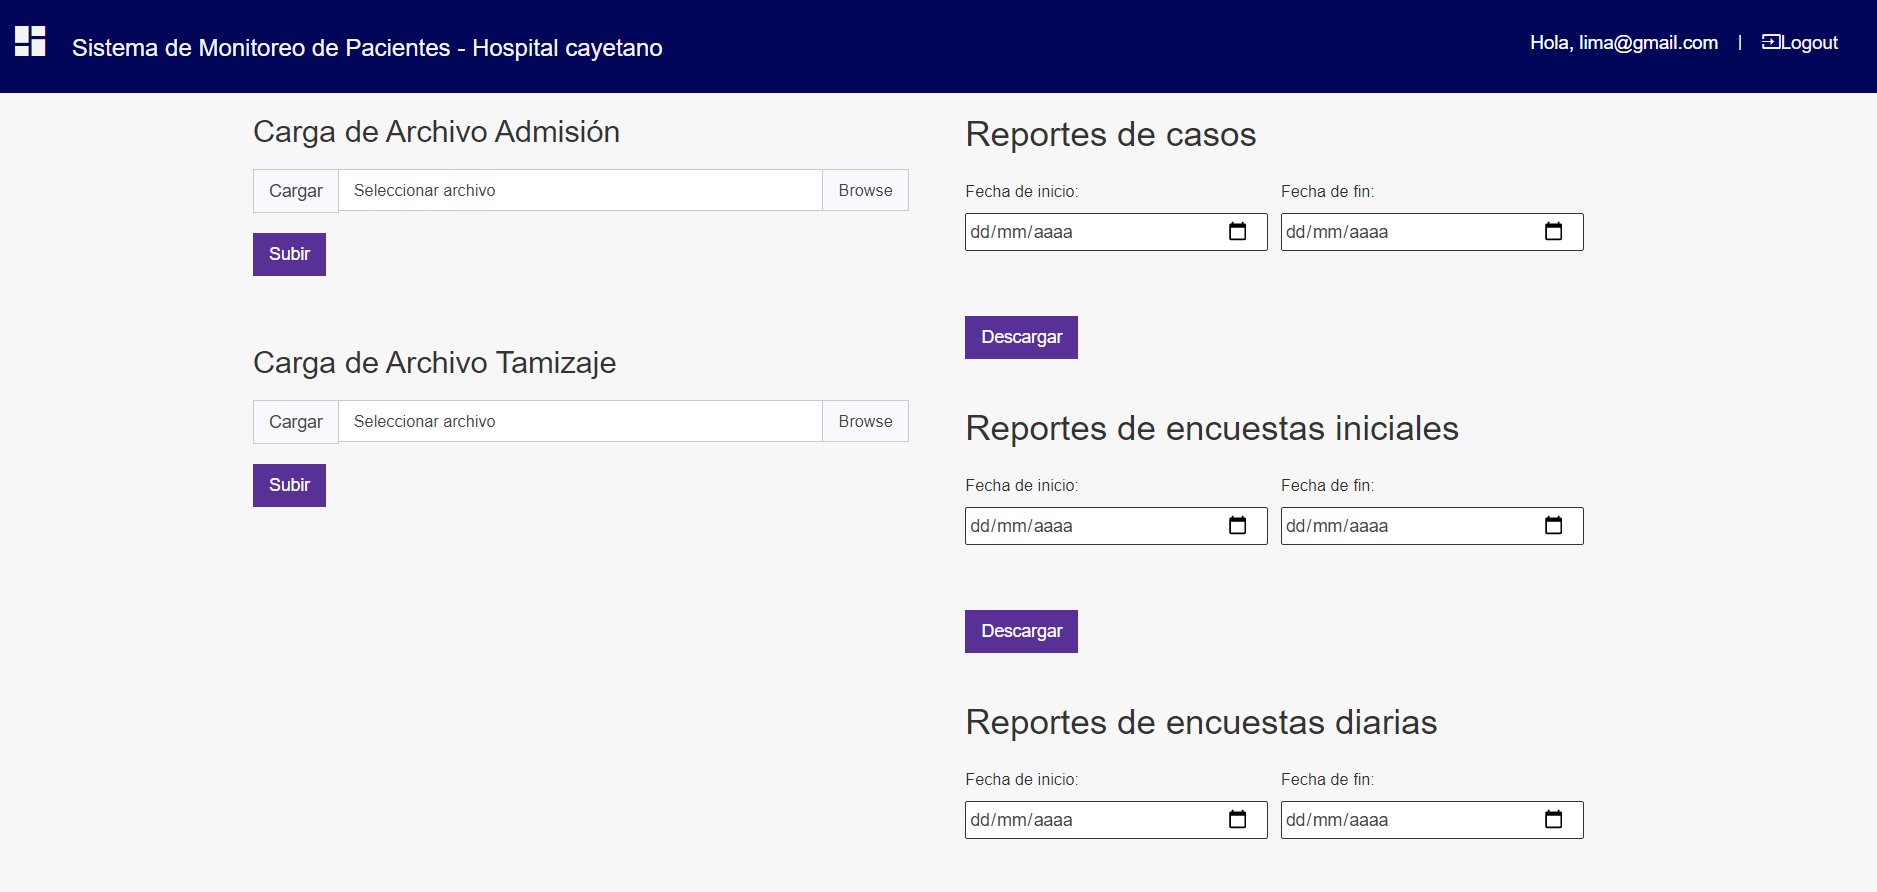 Sistema de Monitoreo de Pacientes - Hospital cayetano
Hola, lima@gmail.com | Logout
Carga de Archivo Admisión
Cargar Seleccionar archivo Browse
Subir
Carga de Archivo Tamizaje
Cargar Seleccionar archivo Browse
Subir
Reportes de casos
Fecha de inicio: Fecha de fin:
dd/mm/aaaa dd/mm/aaaa
Descargar
Reportes de encuestas iniciales
Fecha de inicio: Fecha de fin:
dd/mm/aaaa dd/mm/aaaa
Descargar
Reportes de encuestas diarias
Fecha de inicio: Fecha de fin:
dd/mm/aaaa dd/mm/aaaa